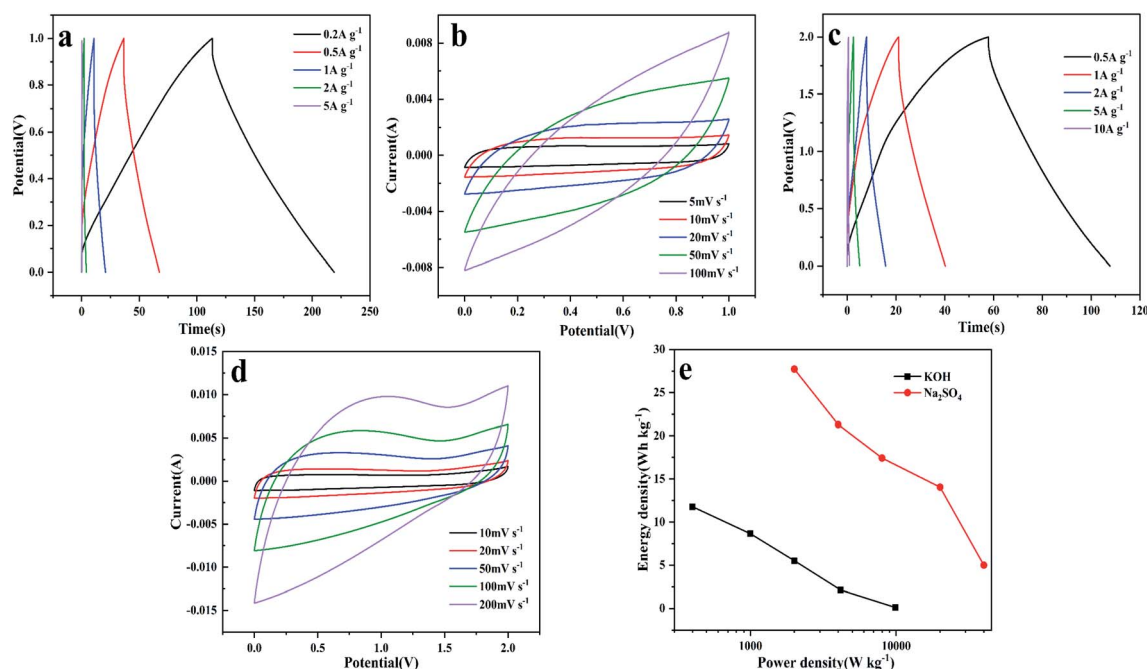 a
0.2A g⁻¹
0.5A g⁻¹
1A g⁻¹
2A g⁻¹
5A g⁻¹
1.0
0.8
0.6
0.4
0.2
0.0
Potential(V)
0 50 100 150 200 250
Time(s)
b
0.008
0.004
0.000
-0.004
-0.008
Current(A)
5mV s⁻¹
10mV s⁻¹
20mV s⁻¹
50mV s⁻¹
100mV s⁻¹
0.0 0.2 0.4 0.6 0.8 1.0
Potential(V)
c
0.5A g⁻¹
1A g⁻¹
2A g⁻¹
5A g⁻¹
10A g⁻¹
2.0
1.5
1.0
0.5
0.0
Potential(V)
0 20 40 60 80 100 120
Time(s)
d
0.015
0.010
0.005
0.000
-0.005
-0.010
-0.015
Current(A)
10mV s⁻¹
20mV s⁻¹
50mV s⁻¹
100mV s⁻¹
200mV s⁻¹
0.0 0.5 1.0 1.5 2.0
Potential(V)
e
KOH
Na₂SO₄
30
25
20
15
10
5
0
Energy density(Wh kg⁻¹)
1000 10000
Power density(W kg⁻¹)